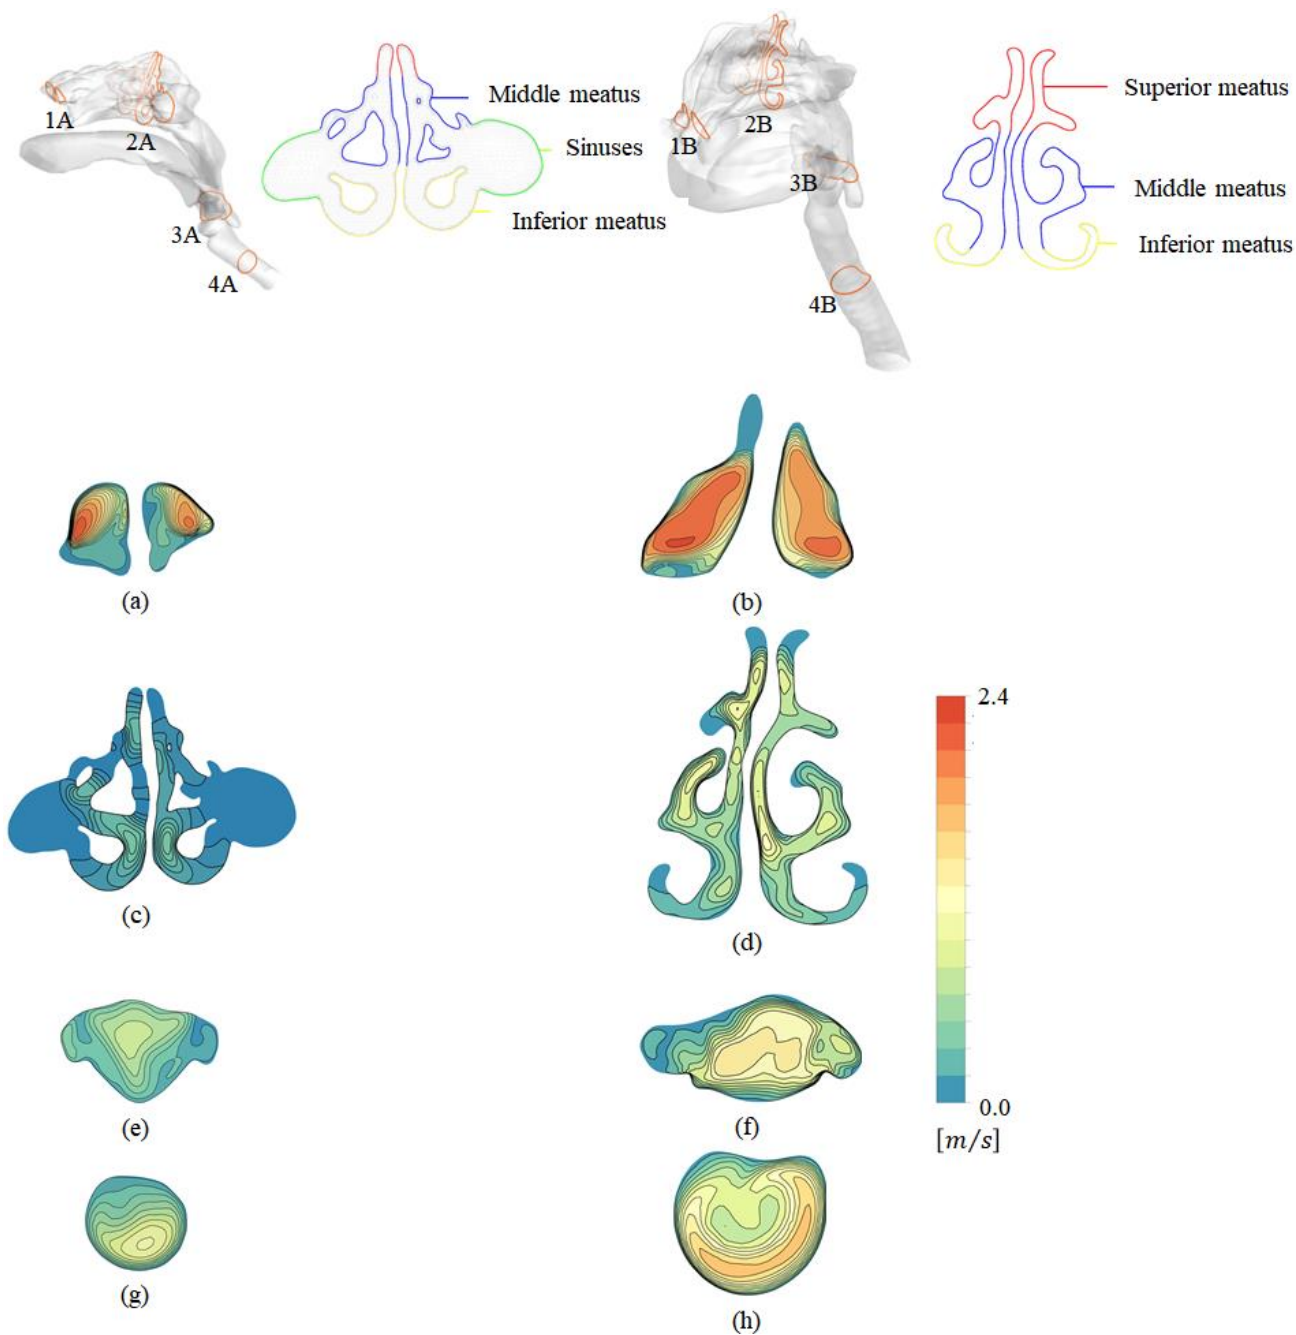 1A
2A
3A
4A
Middle meatus
Sinuses
Inferior meatus
1B
2B
3B
4B
Superior meatus
Middle meatus
Inferior meatus
(a)
(b)
(c)
(d)
(e)
(f)
(g)
(h)
2.4
0.0
[m/s]